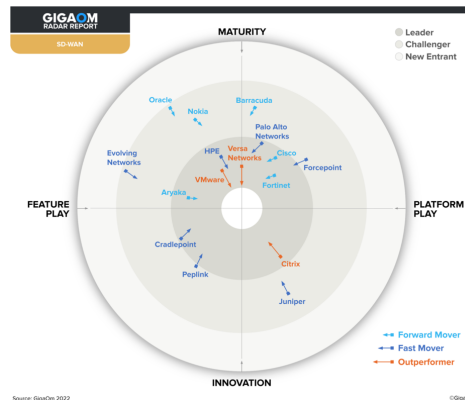 GIGAOM
RADAR REPORT
SD-WAN
MATURITY
Leader
Challenger
New Entrant
Oracle
Nokia
Barracuda
Palo Alto
Networks
Evolving
Networks
HPE
Versa
Networks
Cisco
Forcepoint
VMware
Fortinet
Aryaka
FEATURE
PLAY
PLATFORM
PLAY
Cradlepoint
Peplink
Citrix
Juniper
Forward Mover
Fast Mover
Outperformer
INNOVATION
Source: GigaOm 2022
©Giga